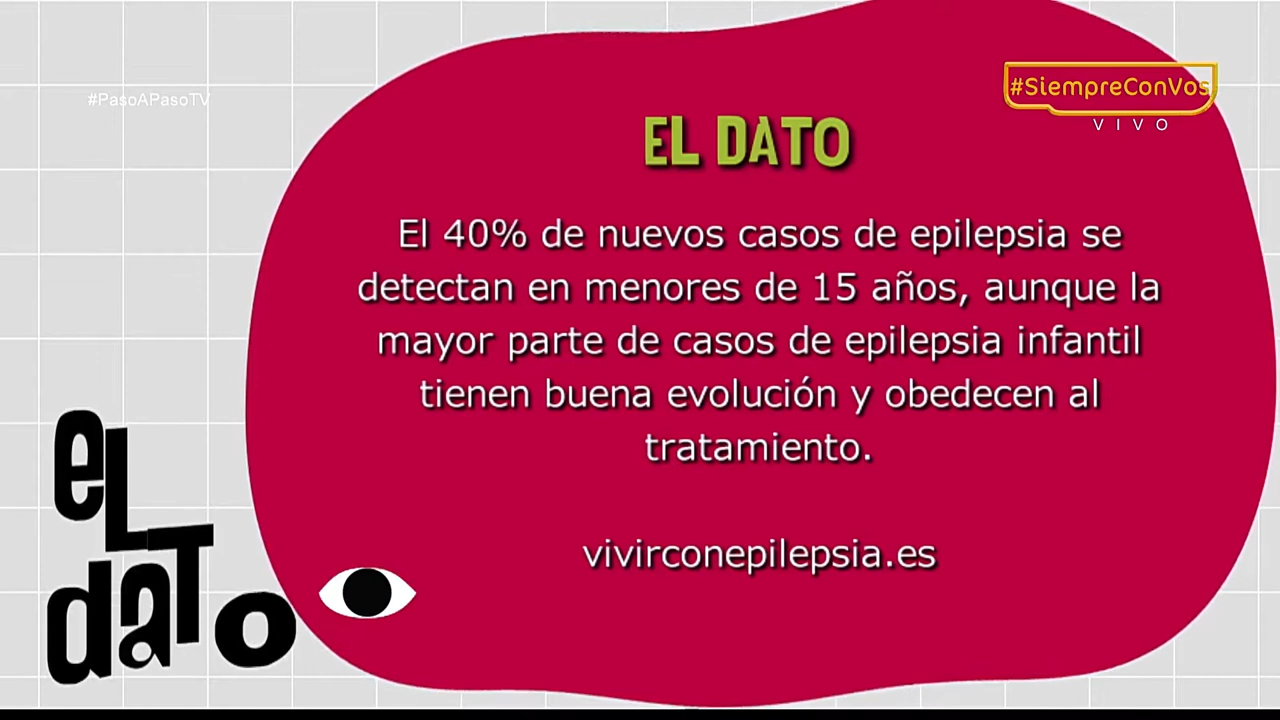 #PasoAPasoTV
#SiempreConVos
VIVO
EL DATO
El 40% de nuevos casos de epilepsia se
detectan en menores de 15 años, aunque la
mayor parte de casos de epilepsia infantil
tienen buena evolución y obedecen al
tratamiento.
vivirconepilepsia.es
eL
daTo